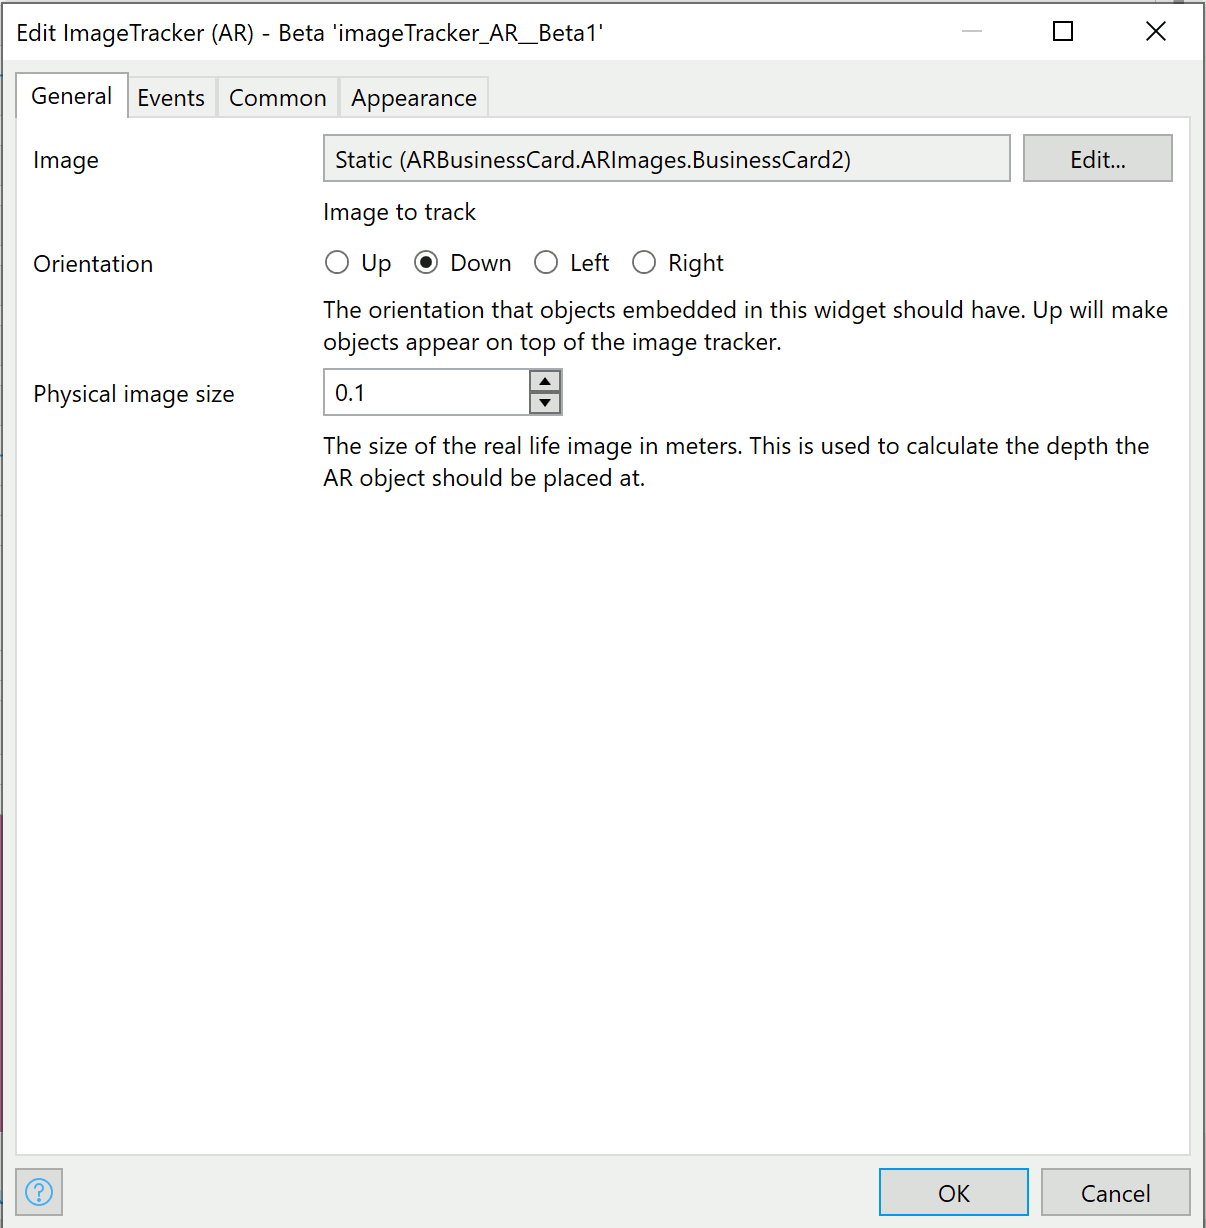 Edit ImageTracker (AR) - Beta 'imageTracker_AR__Beta1'
General Events Common Appearance
Image Static (ARBusinessCard.ARImages.BusinessCard2) Edit...
Image to track
Orientation Up Down Left Right
The orientation that objects embedded in this widget should have. Up will make
objects appear on top of the image tracker.
Physical image size 0.1
The size of the real life image in meters. This is used to calculate the depth the
AR object should be placed at.
? OK Cancel